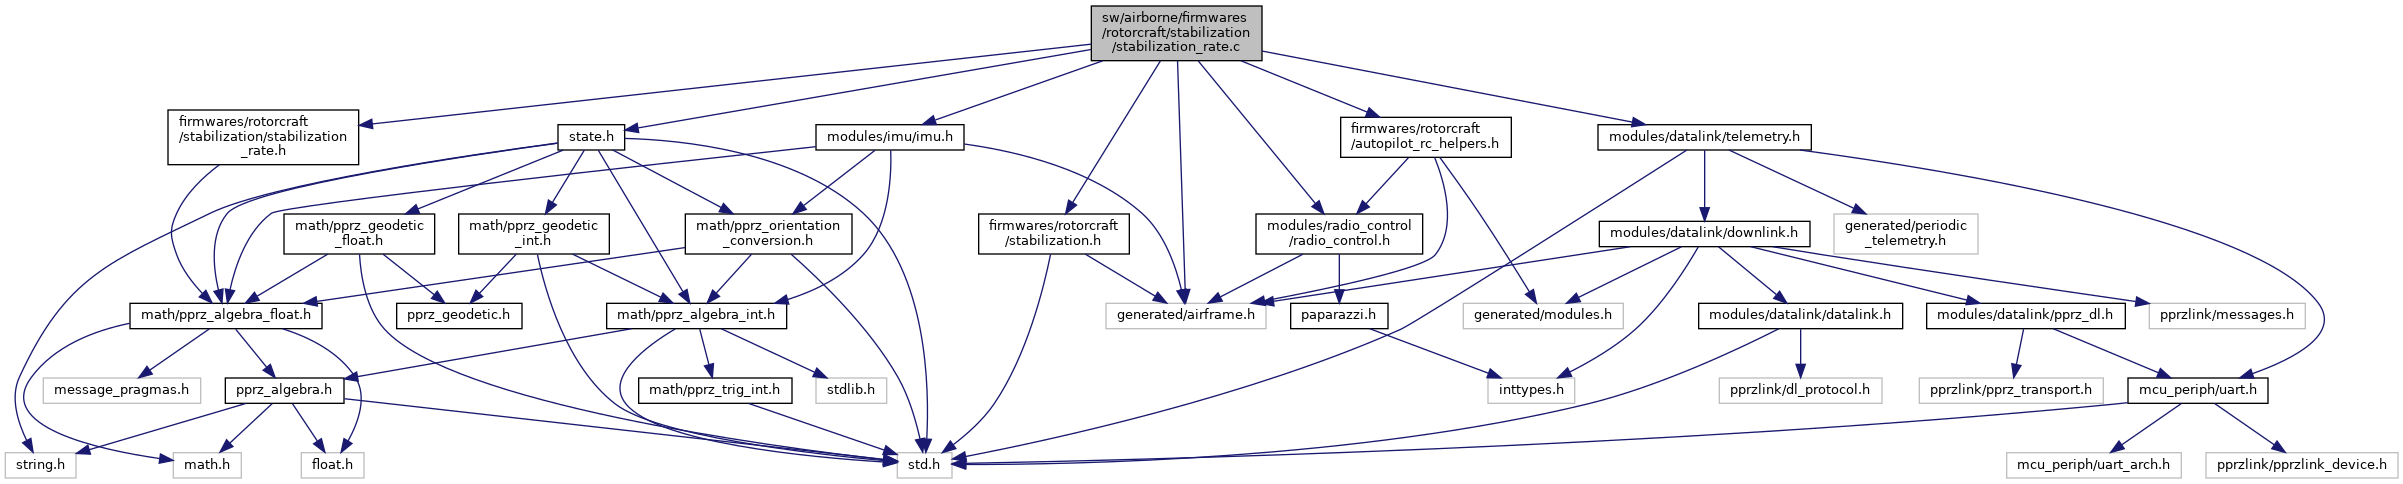 sw/airborne/firmwares
/rotorcraft/stabilization
/stabilization_rate.c
firmwares/rotorcraft
/stabilization/stabilization
_rate.h
state.h
modules/imu/imu.h
firmwares/rotorcraft
/autopilot_rc_helpers.h
modules/datalink/telemetry.h
math/pprz_geodetic
_float.h
math/pprz_geodetic
_int.h
math/pprz_orientation
_conversion.h
firmwares/rotorcraft
/stabilization.h
modules/radio_control
/radio_control.h
modules/datalink/downlink.h
generated/periodic
_telemetry.h
math/pprz_algebra_float.h
pprz_geodetic.h
math/pprz_algebra_int.h
generated/airframe.h
paparazzi.h
generated/modules.h
modules/datalink/datalink.h
modules/datalink/pprz_dl.h
pprzlink/messages.h
message_pragmas.h
pprz_algebra.h
math/pprz_trig_int.h
stdlib.h
inttypes.h
pprzlink/dl_protocol.h
pprzlink/pprz_transport.h
mcu_periph/uart.h
string.h
math.h
float.h
std.h
mcu_periph/uart_arch.h
pprzlink/pprzlink_device.h